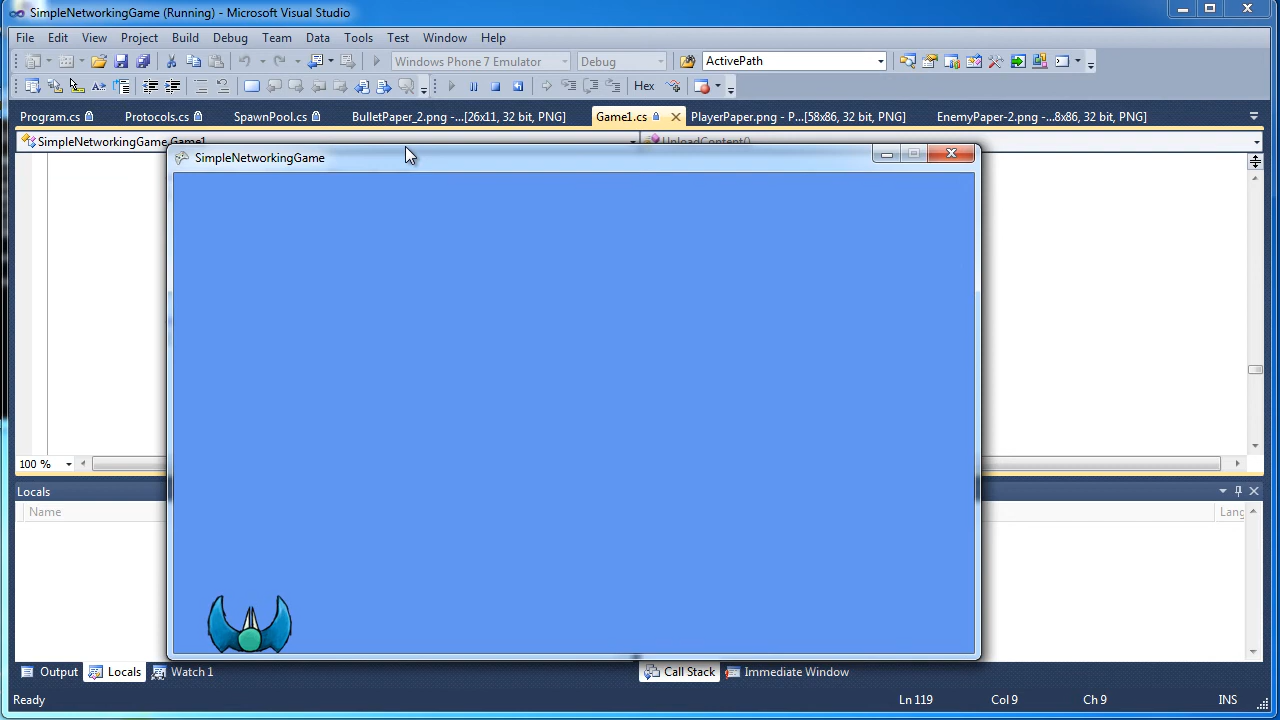 SimpleNetworkingGame (Running) - Microsoft Visual Studio
File Edit View Project Build Debug Team Data Tools Test Window Help
Windows Phone 7 Emulator Debug ActivePath
Hex
Program.cs Protocols.cs SpawnPool.cs BulletPaper_2.png -...[26x11, 32 bit, PNG] Game1.cs PlayerPaper.png - P...[58x86, 32 bit, PNG] EnemyPaper-2.png -...8x86, 32 bit, PNG]
SimpleNetworkingGame.Game1 UnloadContent()
SimpleNetworkingGame
100 %
Locals
Name Lang
Output Locals Watch 1 Call Stack Immediate Window
Ready Ln 119 Col 9 Ch 9 INS